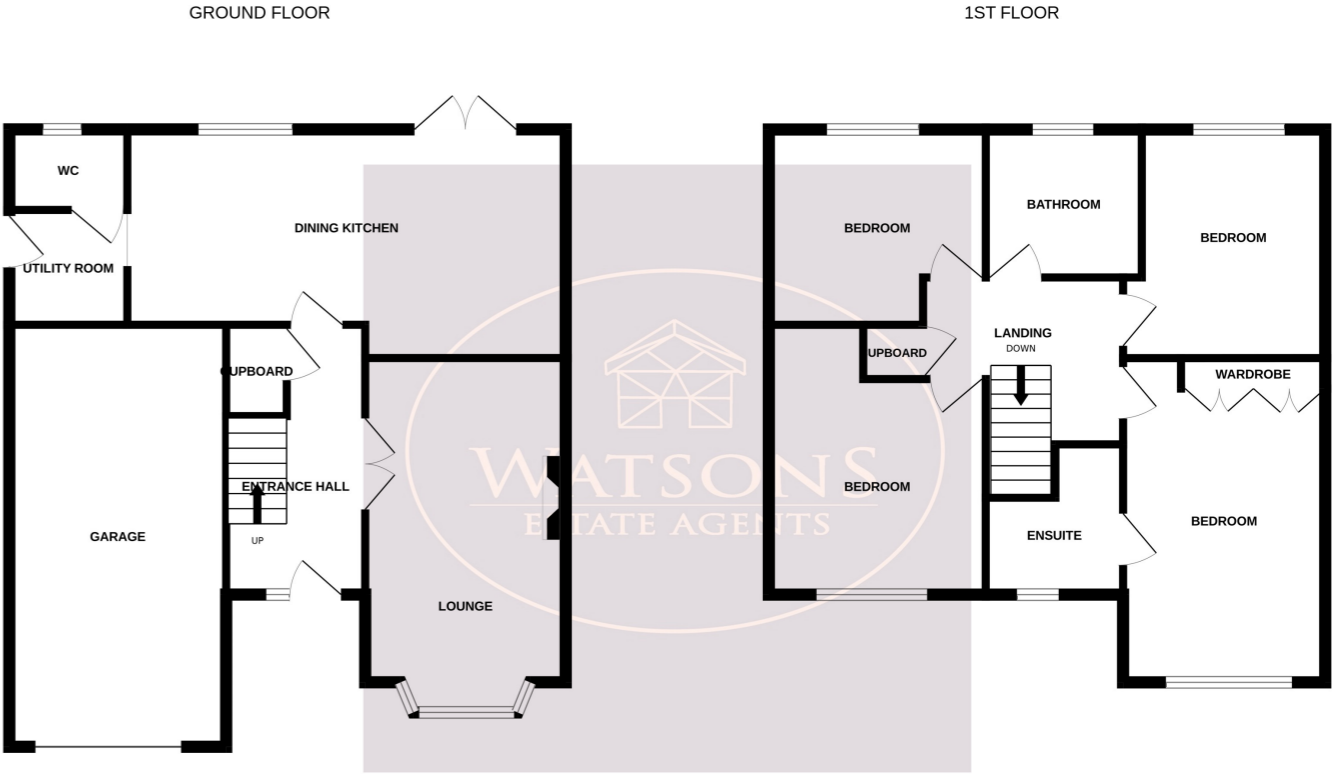 GROUND FLOOR
1ST FLOOR
WC
DINING KITCHEN
UTILITY ROOM
CUPBOARD
ENTRANCE HALL
UP
GARAGE
LOUNGE
BEDROOM
BATHROOM
BEDROOM
LANDING
DOWN
UPBOARD
WARDROBE
BEDROOM
ENSUITE
BEDROOM
WATSONS
ESTATE AGENTS